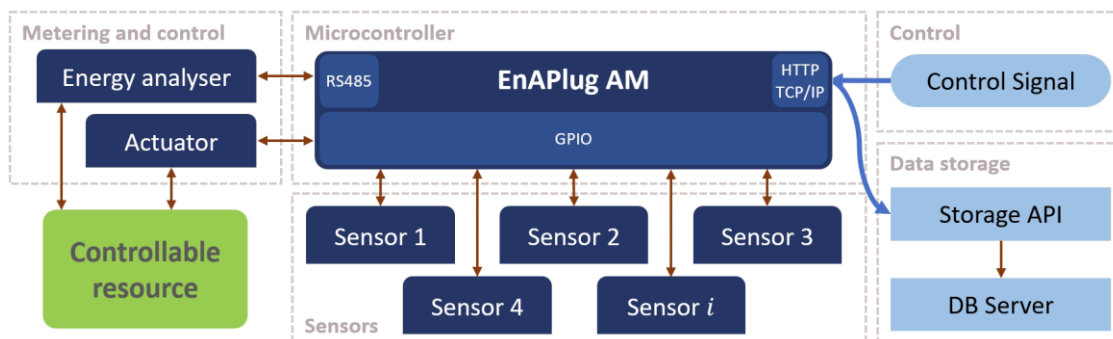 Metering and control
Energy analyser
Actuator
Controllable
resource
Microcontroller
RS485
EnAPlug AM
HTTP
TCP/IP
GPIO
Sensor 1
Sensor 2
Sensor 3
Sensor 4
Sensor i
Sensors
Control
Control Signal
Data storage
Storage API
DB Server